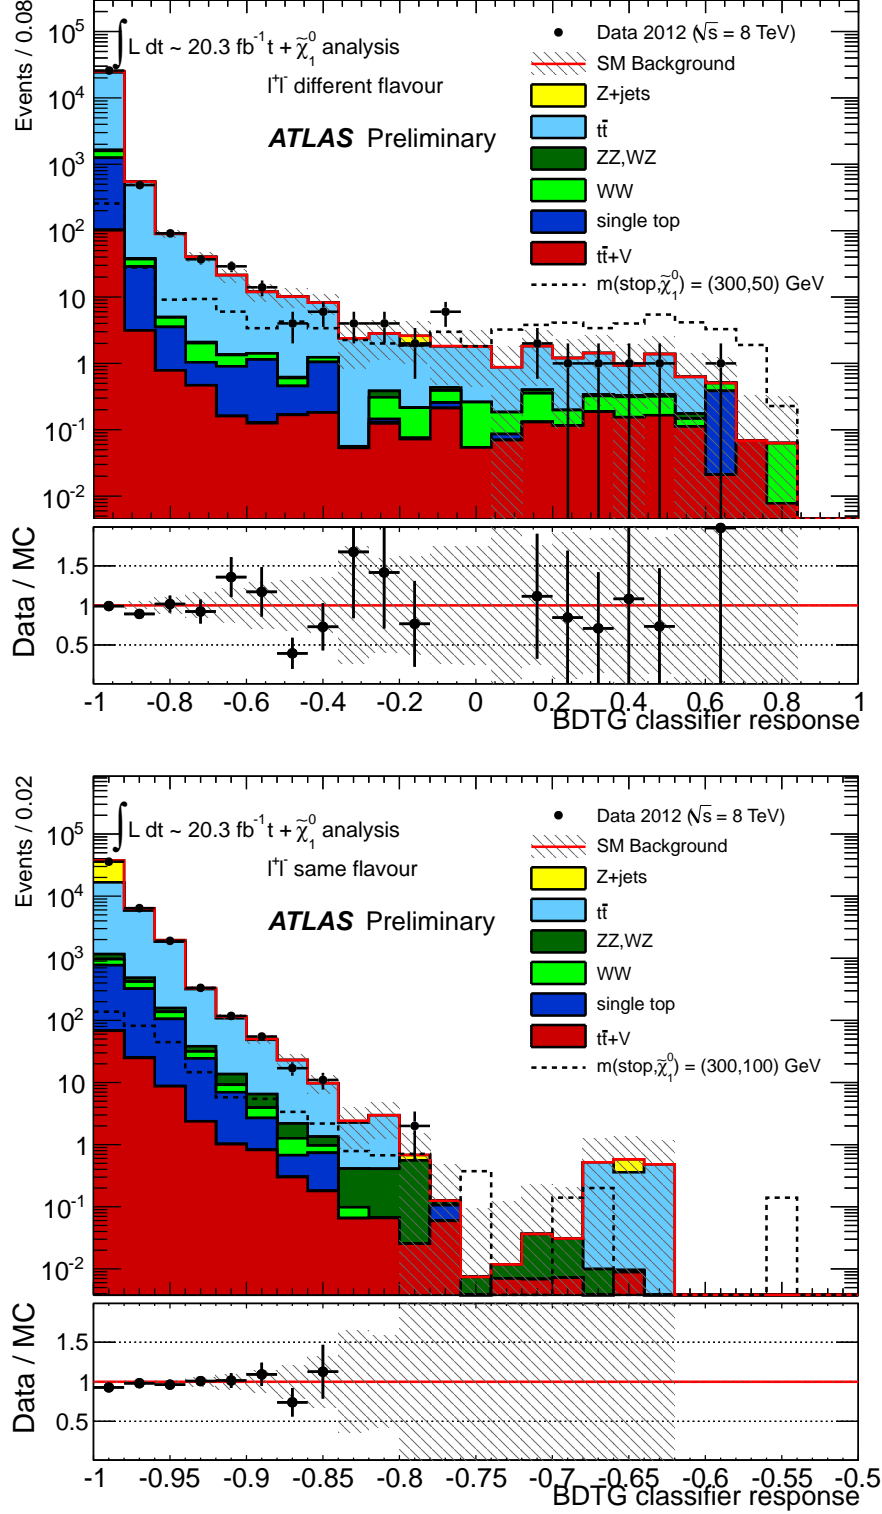 Events / 0.08
10⁵
10⁴
10³
10²
10
1
10⁻¹
10⁻²
∫ L dt ~ 20.3 fb⁻¹ t + χ̃₁⁰ analysis
l⁺l⁻ different flavour
ATLAS Preliminary
Data 2012 (√s = 8 TeV)
SM Background
Z+jets
tt̄
ZZ,WZ
WW
single top
tt̄+V
m(stop,χ̃₁⁰) = (300,50) GeV
Data / MC
1.5
1
0.5
-1 -0.8 -0.6 -0.4 -0.2 0 0.2 0.4 0.6 0.8 1
BDTG classifier response
Events / 0.02
10⁵
10⁴
10³
10²
10
1
10⁻¹
10⁻²
∫ L dt ~ 20.3 fb⁻¹ t + χ̃₁⁰ analysis
l⁺l⁻ same flavour
ATLAS Preliminary
Data 2012 (√s = 8 TeV)
SM Background
Z+jets
tt̄
ZZ,WZ
WW
single top
tt̄+V
m(stop,χ̃₁⁰) = (300,100) GeV
Data / MC
1.5
1
0.5
-1 -0.95 -0.9 -0.85 -0.8 -0.75 -0.7 -0.65 -0.6 -0.55 -0.5
BDTG classifier response